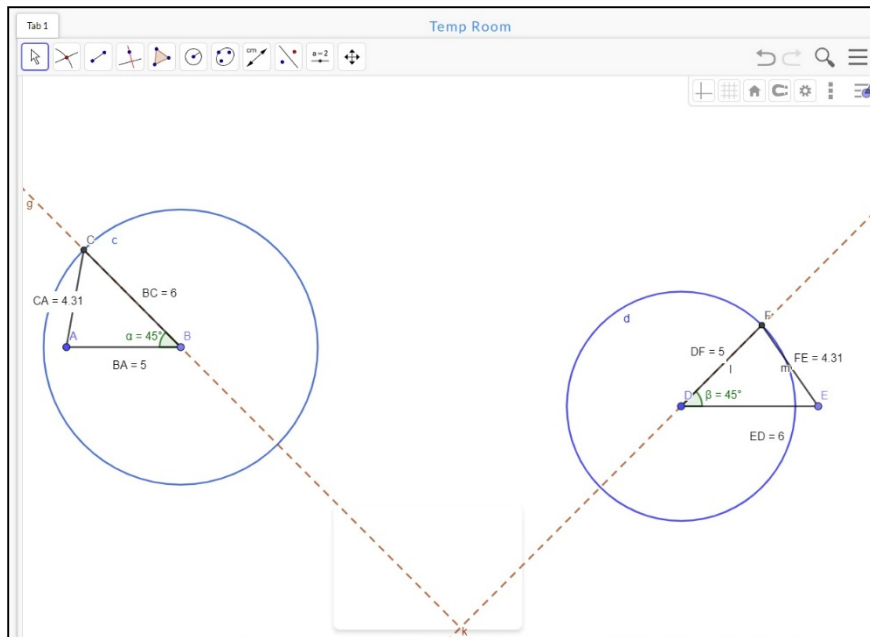 Tab 1
Temp Room
cm
a=2
g
C
c
CA = 4.31
BC = 6
A
α = 45°
B
BA = 5
d
F
DF = 5
FE = 4.31
l
m
D
β = 45°
E
ED = 6
k